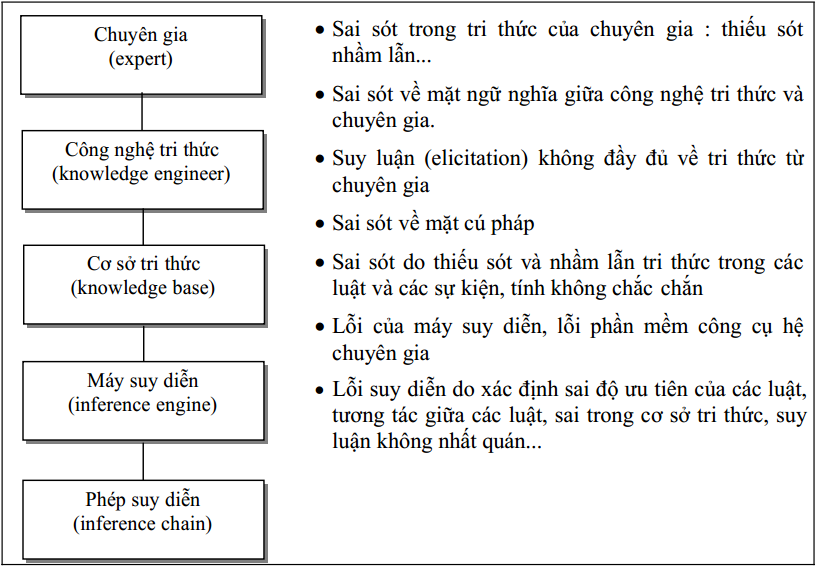 Chuyên gia
(expert)
Công nghệ tri thức
(knowledge engineer)
Cơ sở tri thức
(knowledge base)
Máy suy diễn
(inference engine)
Phép suy diễn
(inference chain)
• Sai sót trong tri thức của chuyên gia : thiếu sót
nhầm lẫn...
• Sai sót về mặt ngữ nghĩa giữa công nghệ tri thức và
chuyên gia.
• Suy luận (elicitation) không đầy đủ về tri thức từ
chuyên gia
• Sai sót về mặt cú pháp
• Sai sót do thiếu sót và nhầm lẫn tri thức trong các
luật và các sự kiện, tính không chắc chắn
• Lỗi của máy suy diễn, lỗi phần mềm công cụ hệ
chuyên gia
• Lỗi suy diễn do xác định sai độ ưu tiên của các luật,
tương tác giữa các luật, sai trong cơ sở tri thức, suy
luận không nhất quán...